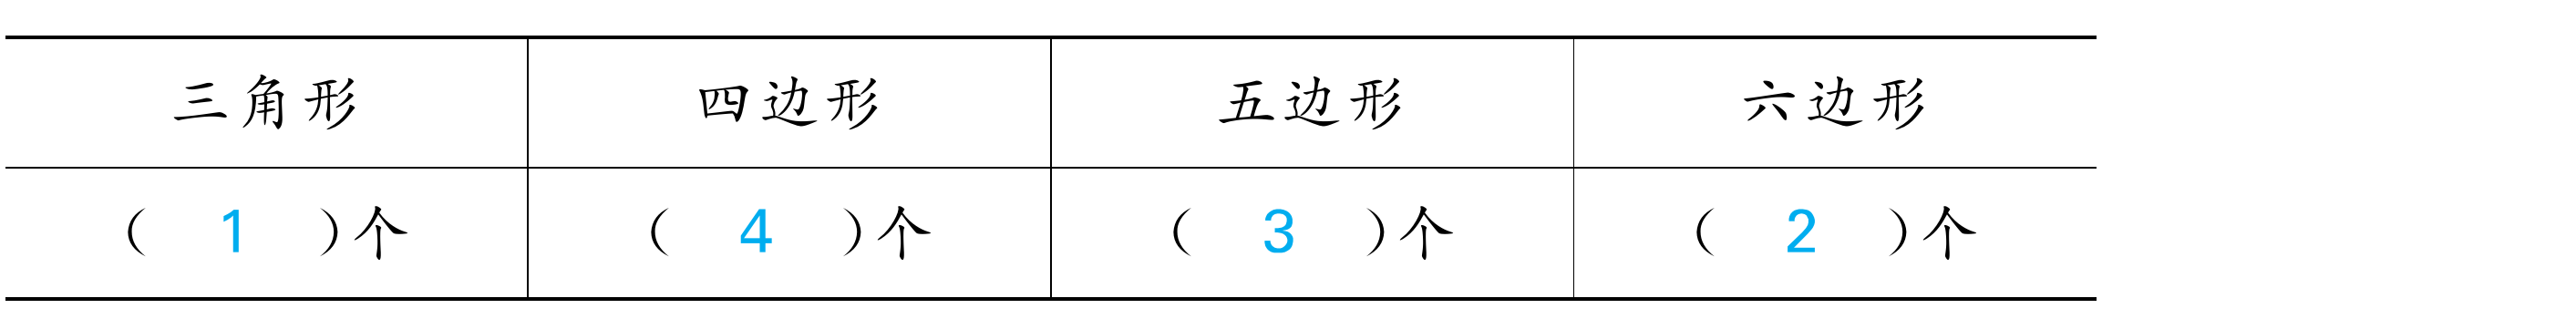 三角形 四边形 五边形 六边形
( 1 )个 ( 4 )个 ( 3 )个 ( 2 )个